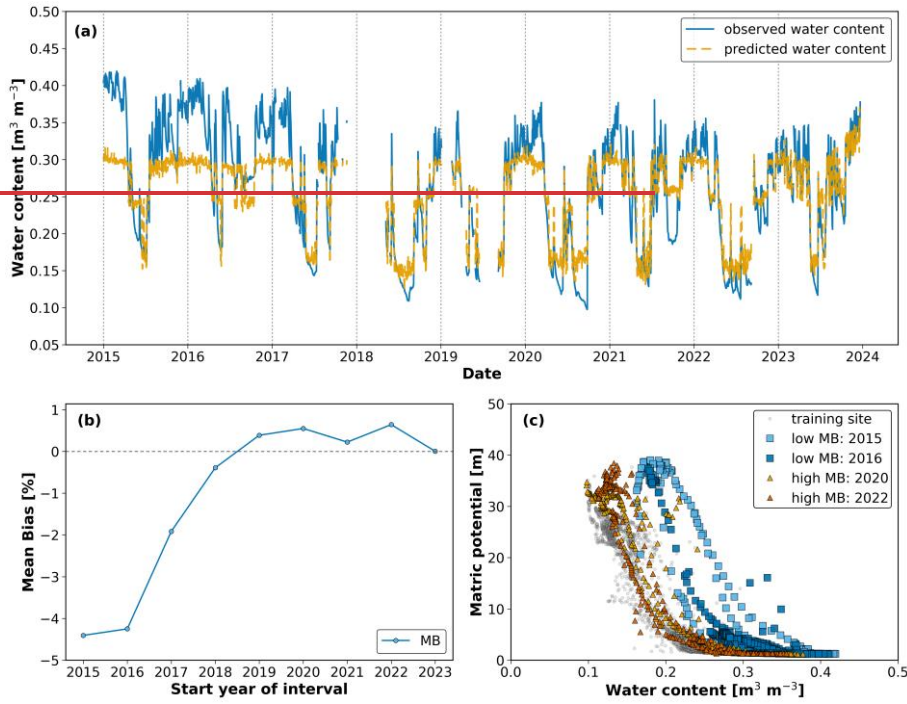 (a)
observed water content
predicted water content
Water content [m³ m⁻³]
0.50
0.45
0.40
0.35
0.30
0.25
0.20
0.15
0.10
0.05
2015 2016 2017 2018 2019 2020 2021 2022 2023 2024
Date
(b)
Mean Bias [%]
1
0
−1
−2
−3
−4
−5
MB
2015 2016 2017 2018 2019 2020 2021 2022 2023
Start year of interval
(c)
Matric potential [m]
50
40
30
20
10
0
training site
low MB: 2015
low MB: 2016
high MB: 2020
high MB: 2022
0.0 0.1 0.2 0.3 0.4 0.5
Water content [m³ m⁻³]